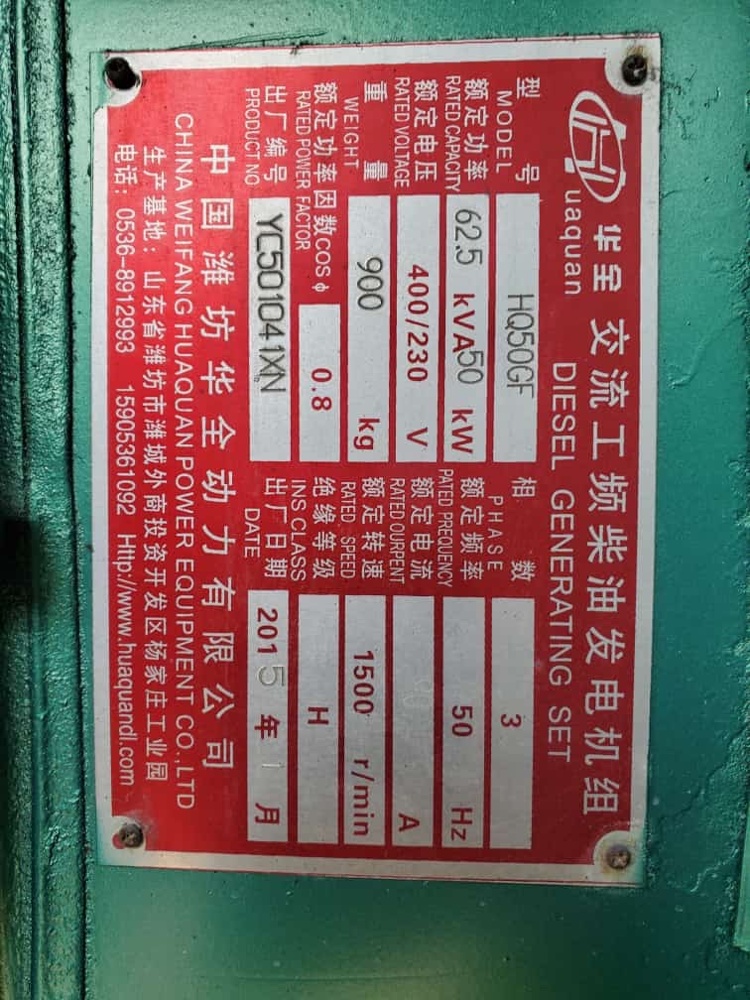 Huaquan 华全 交流工频柴油发电机组
DIESEL GENERATING SET
型号 HQ50GF 相数 3
MODEL PHASE
额定功率 62.5 kVA 50 kW 额定频率 50 Hz
RATED CAPACITY PATED PREQUENCY
额定电压 400/230 V 额定电流 A
RATED VOLTAGE RATED OURPENT
重量 900 kg 额定转速 1500 r/min
WEIGHT RATED SPEED
额定功率因数cos φ 0.8 绝缘等级 H
RATED POWER FACTOR INS CLASS
出厂编号 YC501041XN 出厂日期 2015 年 1 月
PRODUCT NO DATE
中国潍坊华全动力有限公司
CHINA WEIFANG HUAQUAN POWER EQUIPMENT CO.,LTD
生产基地：山东省潍坊市潍城外商投资开发区杨家庄工业园
电话：0536-8912993 15905361092 Http://www.huaquandl.com